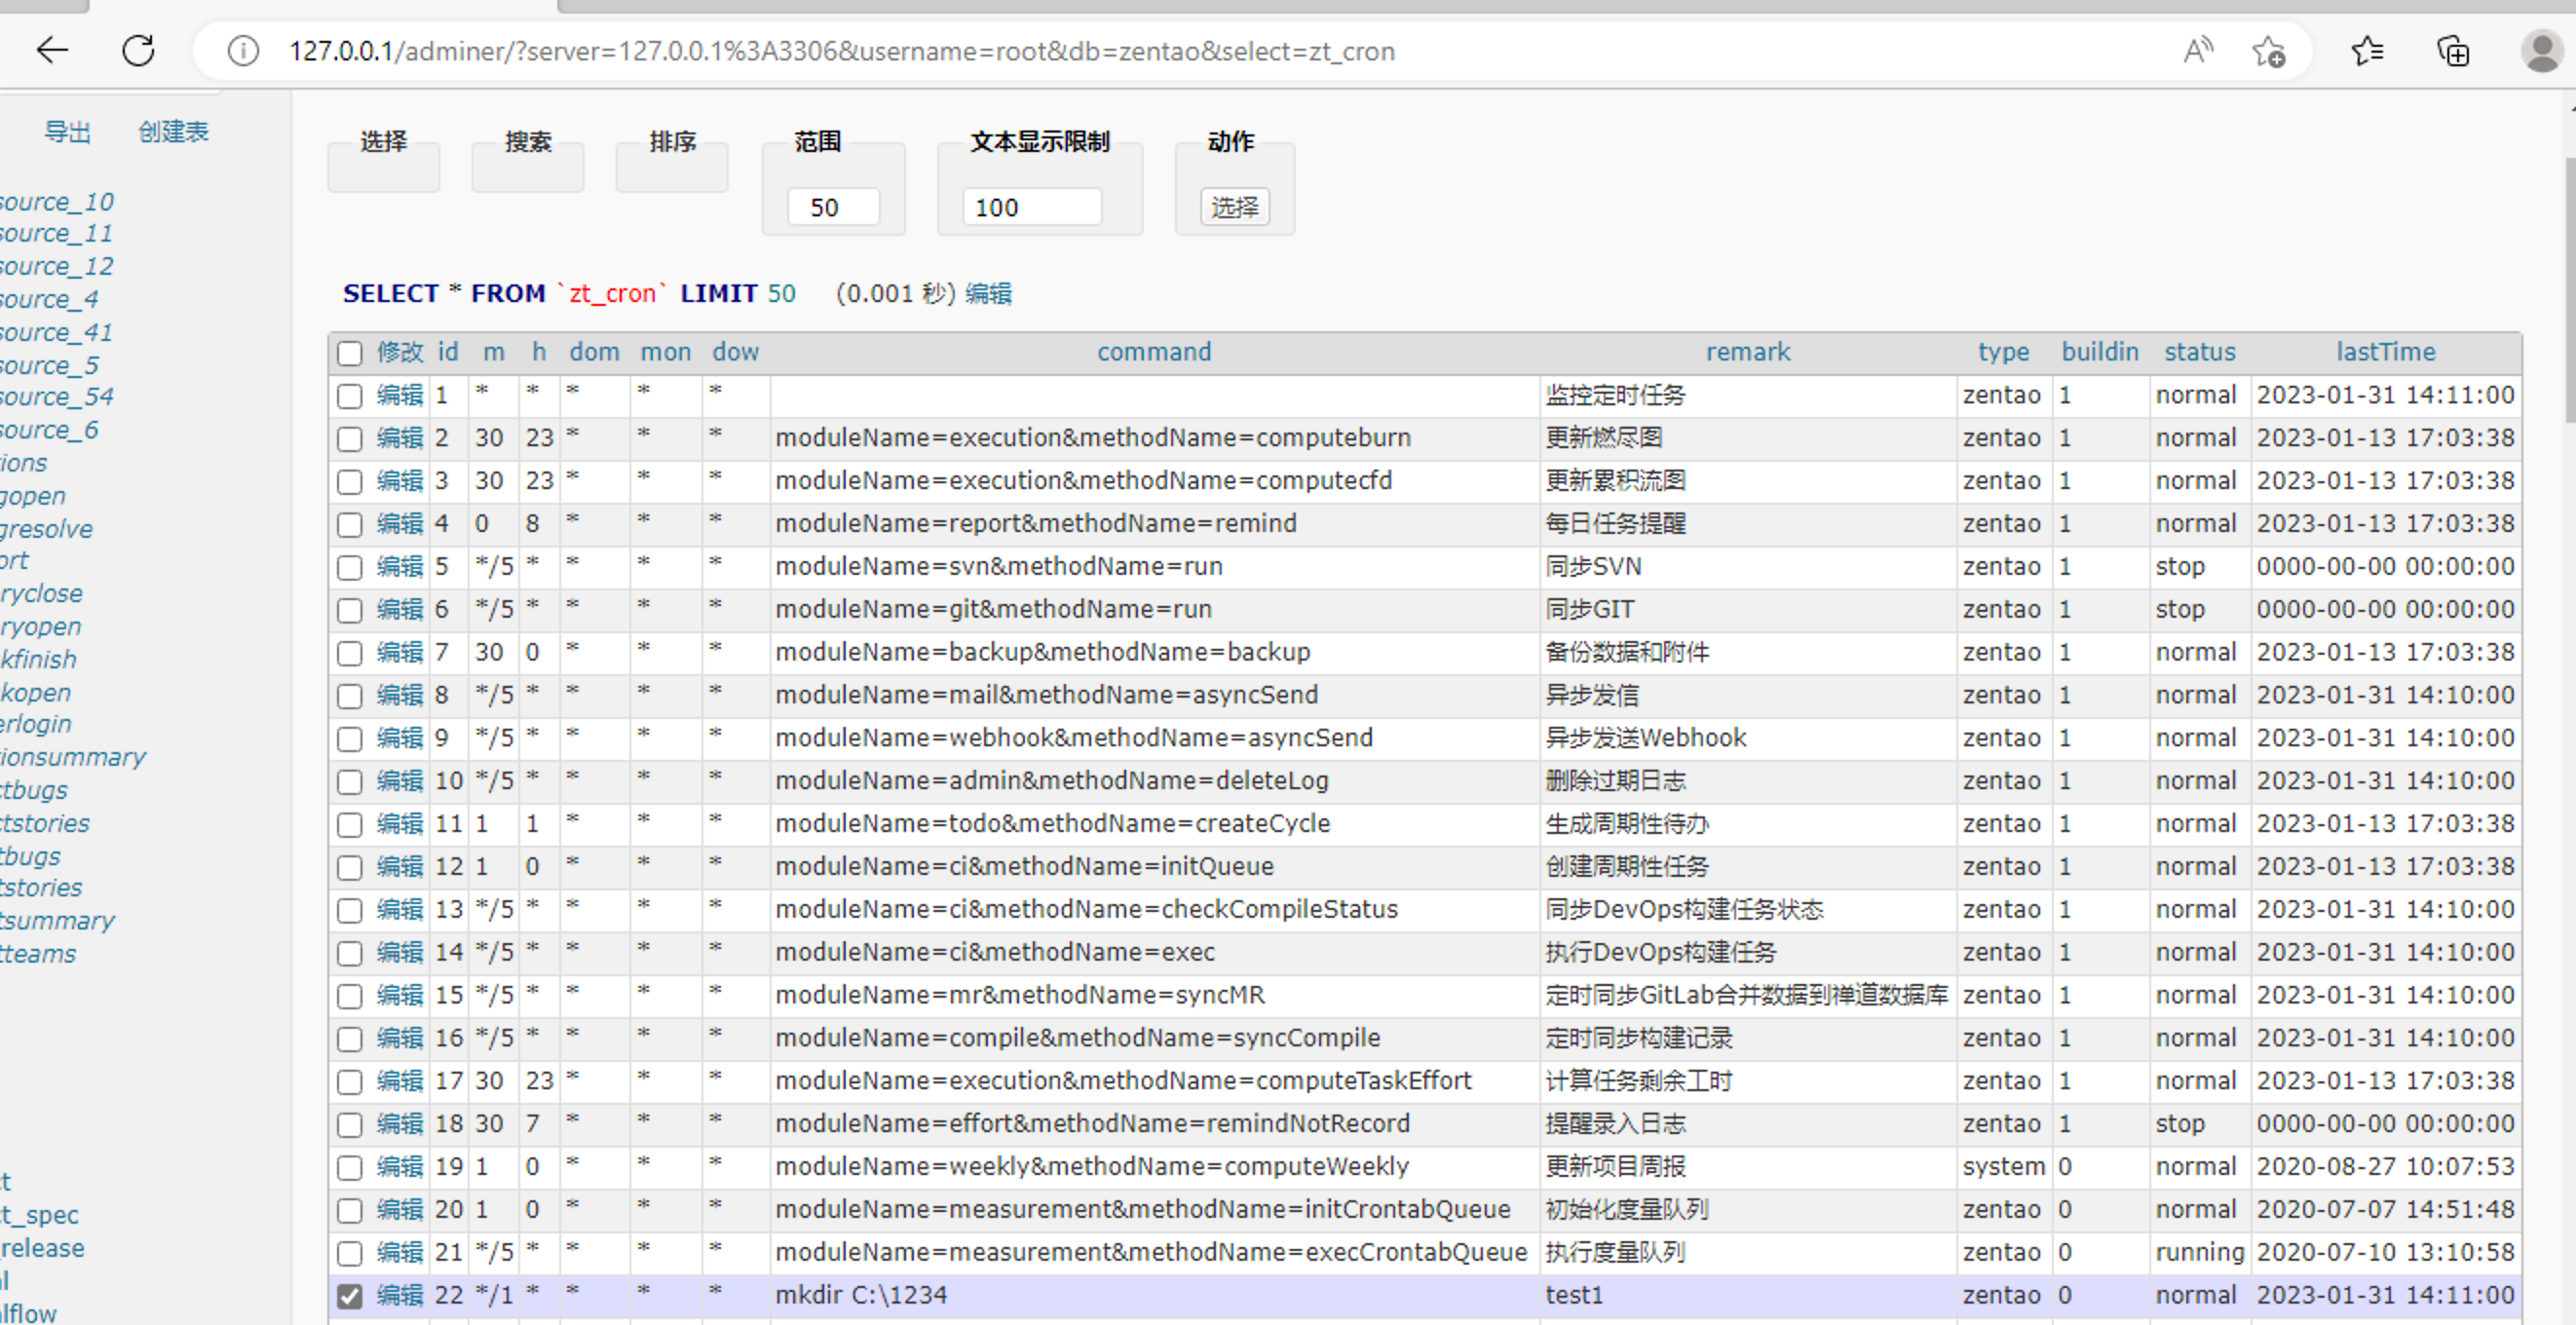 127.0.0.1/adminer/?server=127.0.0.1%3A3306&username=root&db=zentao&select=zt_cron
导出 创建表
source_10
source_11
source_12
source_4
source_41
source_5
source_54
source_6
tions
gopen
gresolve
ort
ryclose
ryopen
kfinish
kopen
erlogin
tionsummary
ctbugs
ctstories
tbugs
tstories
tsummary
tteams
ct
ct_spec
release
al
alflow
选择 搜索 排序 范围 文本显示限制 动作
50 100 选择
SELECT * FROM `zt_cron` LIMIT 50 (0.001 秒) 编辑
修改 id m h dom mon dow command remark type buildin status lastTime
编辑 1 * * * * * 监控定时任务 zentao 1 normal 2023-01-31 14:11:00
编辑 2 30 23 * * * moduleName=execution&methodName=computeburn 更新燃尽图 zentao 1 normal 2023-01-13 17:03:38
编辑 3 30 23 * * * moduleName=execution&methodName=computecfd 更新累积流图 zentao 1 normal 2023-01-13 17:03:38
编辑 4 0 8 * * * moduleName=report&methodName=remind 每日任务提醒 zentao 1 normal 2023-01-13 17:03:38
编辑 5 */5 * * * * moduleName=svn&methodName=run 同步SVN zentao 1 stop 0000-00-00 00:00:00
编辑 6 */5 * * * * moduleName=git&methodName=run 同步GIT zentao 1 stop 0000-00-00 00:00:00
编辑 7 30 0 * * * moduleName=backup&methodName=backup 备份数据和附件 zentao 1 normal 2023-01-13 17:03:38
编辑 8 */5 * * * * moduleName=mail&methodName=asyncSend 异步发信 zentao 1 normal 2023-01-31 14:10:00
编辑 9 */5 * * * * moduleName=webhook&methodName=asyncSend 异步发送Webhook zentao 1 normal 2023-01-31 14:10:00
编辑 10 */5 * * * * moduleName=admin&methodName=deleteLog 删除过期日志 zentao 1 normal 2023-01-31 14:10:00
编辑 11 1 1 * * * moduleName=todo&methodName=createCycle 生成周期性待办 zentao 1 normal 2023-01-13 17:03:38
编辑 12 1 0 * * * moduleName=ci&methodName=initQueue 创建周期性任务 zentao 1 normal 2023-01-13 17:03:38
编辑 13 */5 * * * * moduleName=ci&methodName=checkCompileStatus 同步DevOps构建任务状态 zentao 1 normal 2023-01-31 14:10:00
编辑 14 */5 * * * * moduleName=ci&methodName=exec 执行DevOps构建任务 zentao 1 normal 2023-01-31 14:10:00
编辑 15 */5 * * * * moduleName=mr&methodName=syncMR 定时同步GitLab合并数据到禅道数据库 zentao 1 normal 2023-01-31 14:10:00
编辑 16 */5 * * * * moduleName=compile&methodName=syncCompile 定时同步构建记录 zentao 1 normal 2023-01-31 14:10:00
编辑 17 30 23 * * * moduleName=execution&methodName=computeTaskEffort 计算任务剩余工时 zentao 1 normal 2023-01-13 17:03:38
编辑 18 30 7 * * * moduleName=effort&methodName=remindNotRecord 提醒录入日志 zentao 1 stop 0000-00-00 00:00:00
编辑 19 1 0 * * * moduleName=weekly&methodName=computeWeekly 更新项目周报 system 0 normal 2020-08-27 10:07:53
编辑 20 1 0 * * * moduleName=measurement&methodName=initCrontabQueue 初始化度量队列 zentao 0 normal 2020-07-07 14:51:48
编辑 21 */5 * * * * moduleName=measurement&methodName=execCrontabQueue 执行度量队列 zentao 0 running 2020-07-10 13:10:58
编辑 22 */1 * * * * mkdir C:\1234 test1 zentao 0 normal 2023-01-31 14:11:00